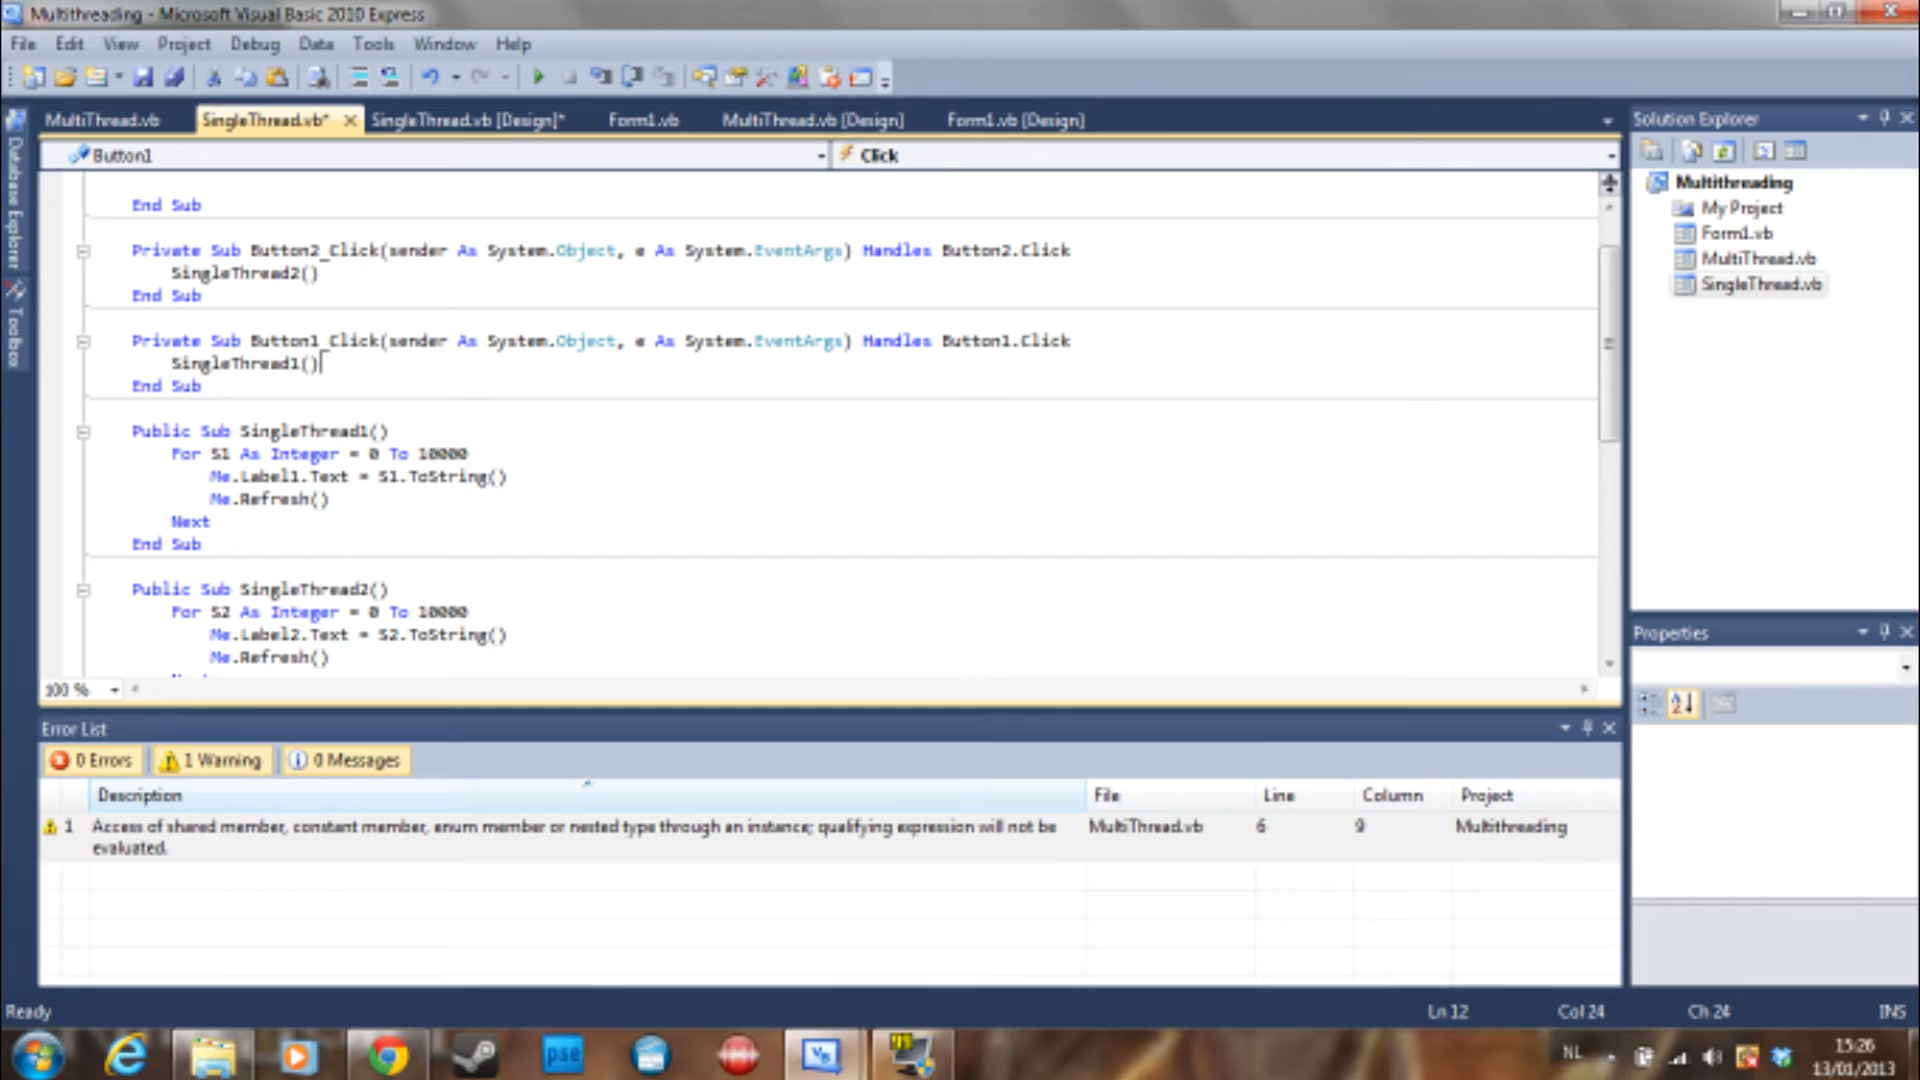 Multithreading - Microsoft Visual Basic 2010 Express
File Edit View Project Debug Data Tools Window Help
MultiThread.vb SingleThread.vb* SingleThread.vb [Design]* Form1.vb MultiThread.vb [Design] Form1.vb [Design]
Button1 Click
End Sub
Private Sub Button2_Click(sender As System.Object, e As System.EventArgs) Handles Button2.Click
SingleThread2()
End Sub
Private Sub Button1_Click(sender As System.Object, e As System.EventArgs) Handles Button1.Click
SingleThread1()
End Sub
Public Sub SingleThread1()
For S1 As Integer = 0 To 10000
Me.Label1.Text = S1.ToString()
Me.Refresh()
Next
End Sub
Public Sub SingleThread2()
For S2 As Integer = 0 To 10000
Me.Label2.Text = S2.ToString()
Me.Refresh()
100 %
Database Explorer
Toolbox
Solution Explorer
Multithreading
My Project
Form1.vb
MultiThread.vb
SingleThread.vb
Properties
Error List
0 Errors 1 Warning 0 Messages
Description File Line Column Project
1 Access of shared member, constant member, enum member or nested type through an instance; qualifying expression will not be MultiThread.vb 6 9 Multithreading
evaluated.
Ready Ln 12 Col 24 Ch 24 INS
pse
NL
15:26
13/01/2013